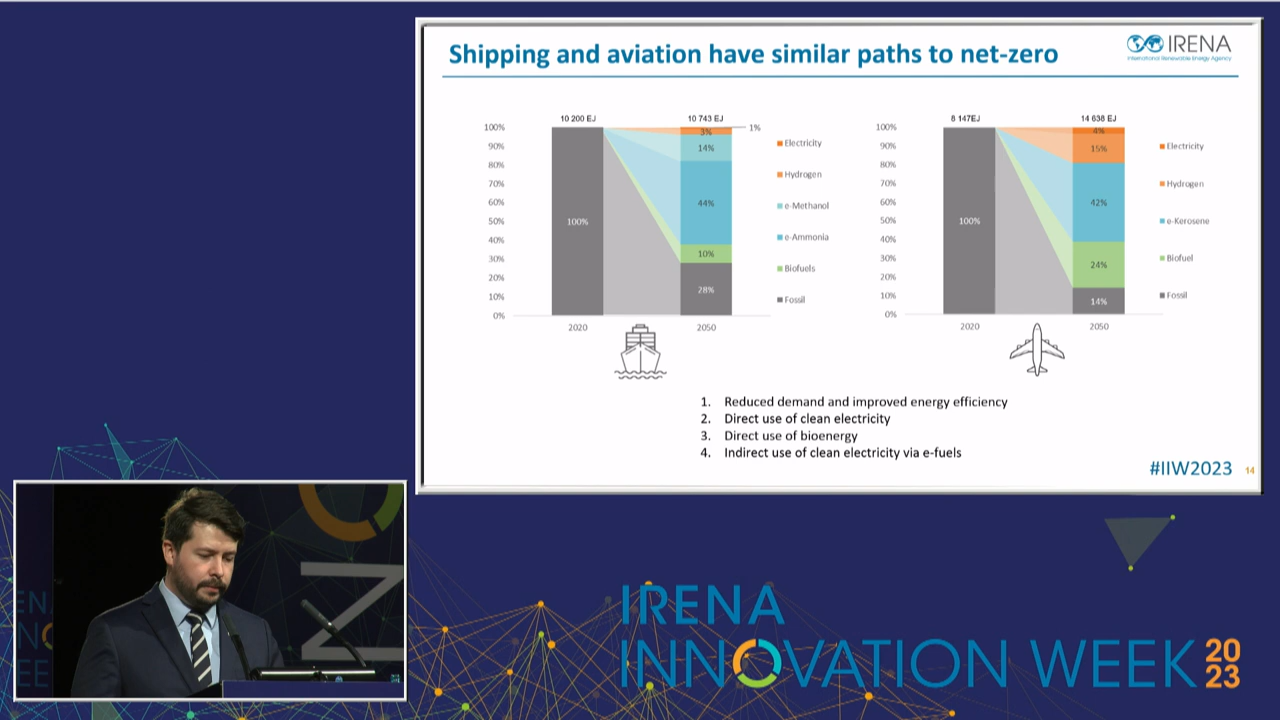 Shipping and aviation have similar paths to net-zero
IRENA
International Renewable Energy Agency
10 200 EJ
10 743 EJ
100%
90%
80%
70%
60%
50%
40%
30%
20%
10%
0%
100%
3%
1%
14%
44%
10%
28%
2020
2050
Electricity
Hydrogen
e-Methanol
e-Ammonia
Biofuels
Fossil
8 147EJ
14 638 EJ
100%
90%
80%
70%
60%
50%
40%
30%
20%
10%
0%
100%
4%
15%
42%
24%
14%
2020
2050
Electricity
Hydrogen
e-Kerosene
Biofuel
Fossil
1. Reduced demand and improved energy efficiency
2. Direct use of clean electricity
3. Direct use of bioenergy
4. Indirect use of clean electricity via e-fuels
#IIW2023
14
IRENA
INNOVATION WEEK 20
23